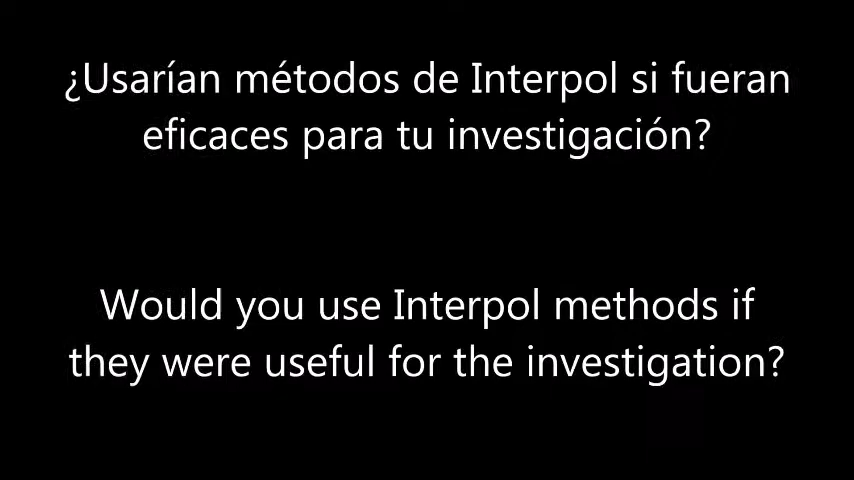 ¿Usarían métodos de Interpol si fueran
eficaces para tu investigación?
Would you use Interpol methods if
they were useful for the investigation?